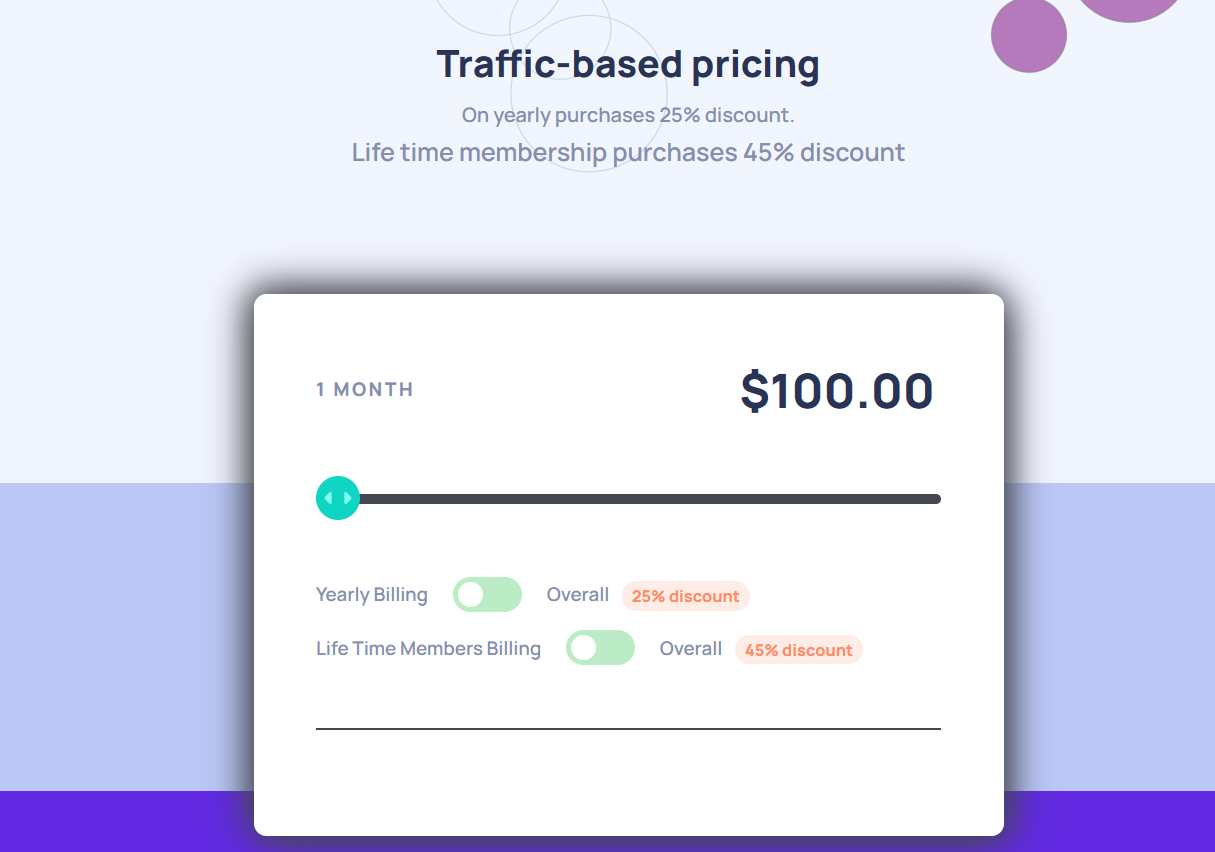 Traffic-based pricing
On yearly purchases 25% discount.
Life time membership purchases 45% discount
1 MONTH $100.00
Yearly Billing Overall 25% discount
Life Time Members Billing Overall 45% discount